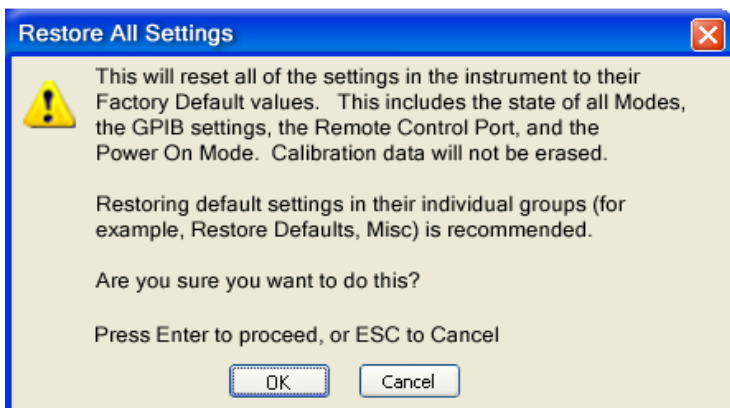 Restore All Settings
This will reset all of the settings in the instrument to their
Factory Default values.   This includes the state of all Modes,
the GPIB settings, the Remote Control Port, and the
Power On Mode.  Calibration data will not be erased.
Restoring default settings in their individual groups (for
example, Restore Defaults, Misc) is recommended.
Are you sure you want to do this?
Press Enter to proceed, or ESC to Cancel
OK
Cancel